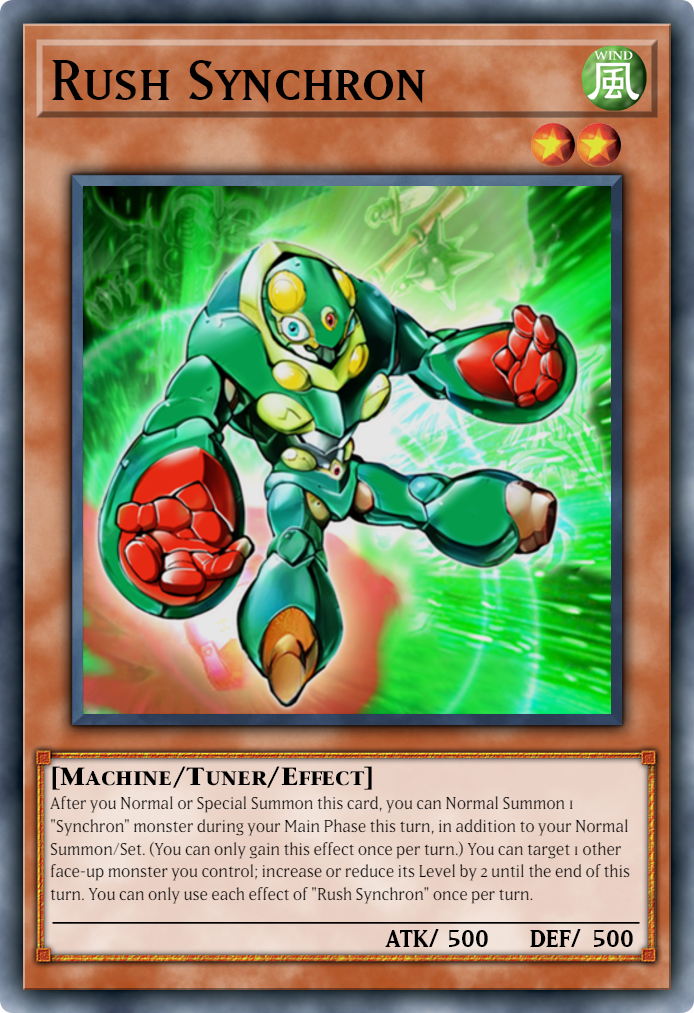 Rush Synchron
WIND
風
[Machine/Tuner/Effect]
After you Normal or Special Summon this card, you can Normal Summon 1
"Synchron" monster during your Main Phase this turn, in addition to your Normal
Summon/Set. (You can only gain this effect once per turn.) You can target 1 other
face-up monster you control; increase or reduce its Level by 2 until the end of this
turn. You can only use each effect of "Rush Synchron" once per turn.
ATK/ 500 DEF/ 500